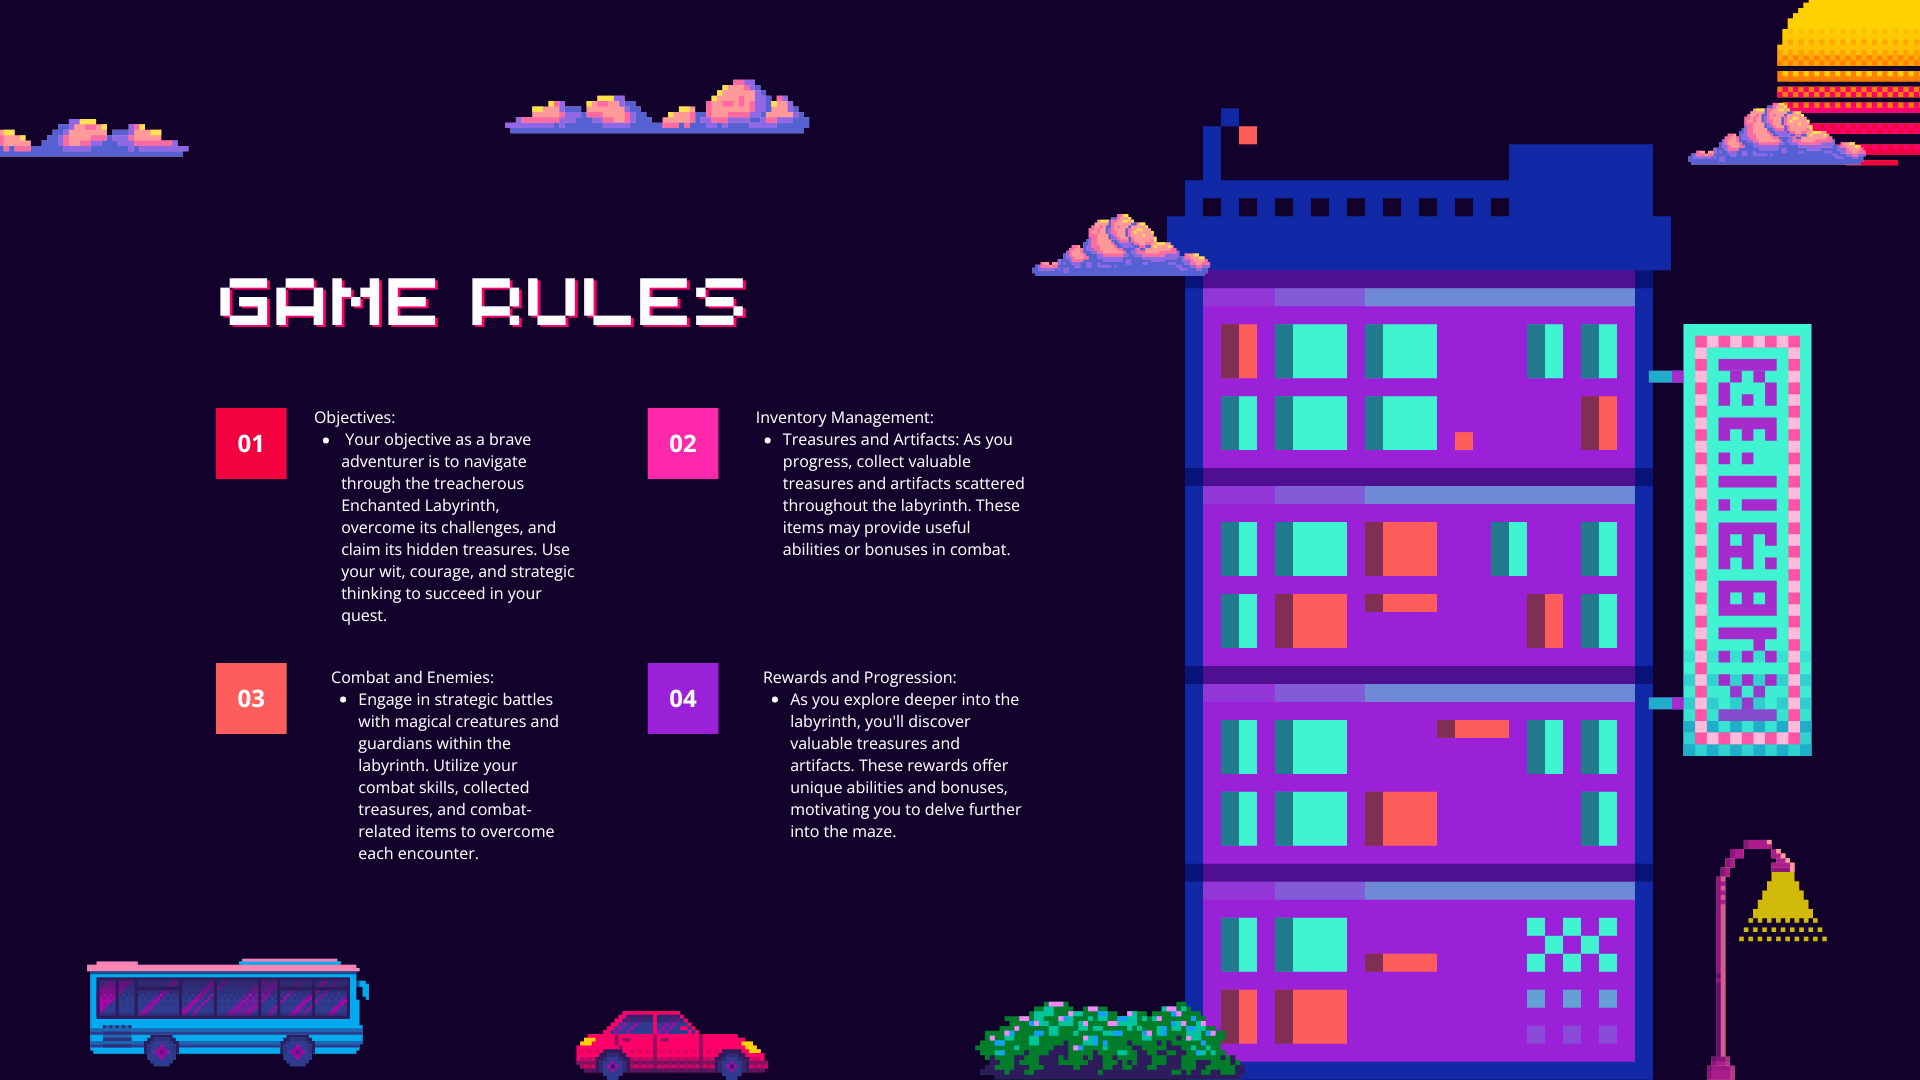 GAME RULES
01
Objectives:
• Your objective as a brave
adventurer is to navigate
through the treacherous
Enchanted Labyrinth,
overcome its challenges, and
claim its hidden treasures. Use
your wit, courage, and strategic
thinking to succeed in your
quest.
02
Inventory Management:
• Treasures and Artifacts: As you
progress, collect valuable
treasures and artifacts scattered
throughout the labyrinth. These
items may provide useful
abilities or bonuses in combat.
03
Combat and Enemies:
• Engage in strategic battles
with magical creatures and
guardians within the
labyrinth. Utilize your
combat skills, collected
treasures, and combat-
related items to overcome
each encounter.
04
Rewards and Progression:
• As you explore deeper into the
labyrinth, you'll discover
valuable treasures and
artifacts. These rewards offer
unique abilities and bonuses,
motivating you to delve further
into the maze.